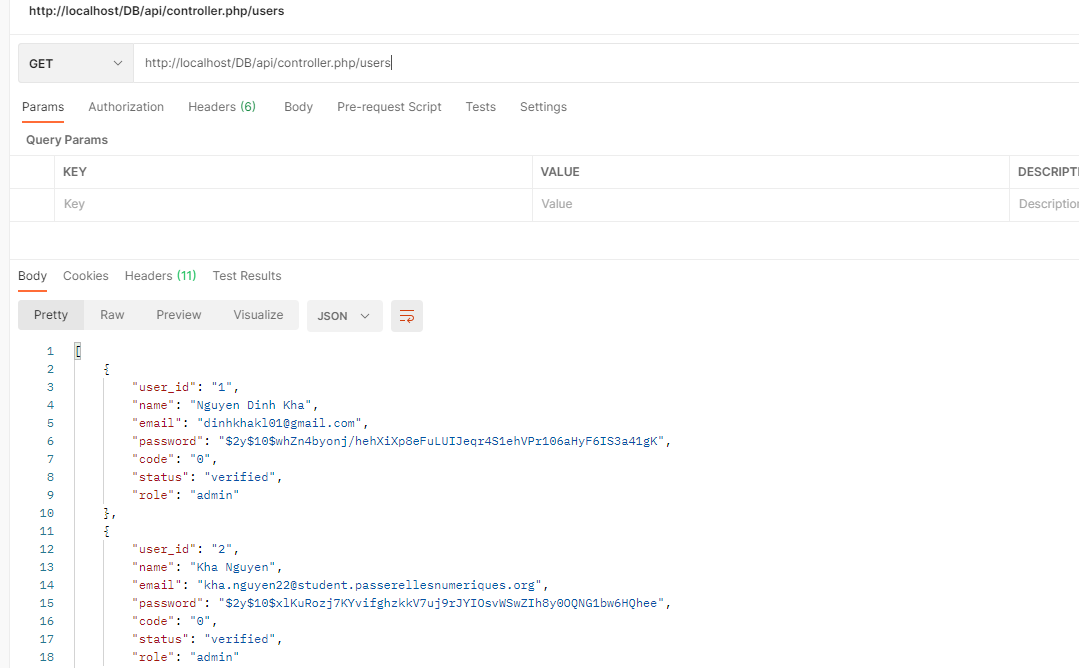 http://localhost/DB/api/controller.php/users
GET http://localhost/DB/api/controller.php/users
Params Authorization Headers (6) Body Pre-request Script Tests Settings
Query Params
KEY VALUE DESCRIPTI
Key Value Description
Body Cookies Headers (11) Test Results
Pretty Raw Preview Visualize JSON
1 [
2 {
3 "user_id": "1",
4 "name": "Nguyen Dinh Kha",
5 "email": "dinhkhakl01@gmail.com",
6 "password": "$2y$10$whZn4byonj/hehXiXp8eFuLUIJeqr4S1ehVPr106aHyF6IS3a41gK",
7 "code": "0",
8 "status": "verified",
9 "role": "admin"
10 },
11 {
12 "user_id": "2",
13 "name": "Kha Nguyen",
14 "email": "kha.nguyen22@student.passerellesnumeriques.org",
15 "password": "$2y$10$xlKuRozj7KYvifghzkkV7uj9rJYIOsvWSwZIh8y0OQNG1bw6HQhee",
16 "code": "0",
17 "status": "verified",
18 "role": "admin"